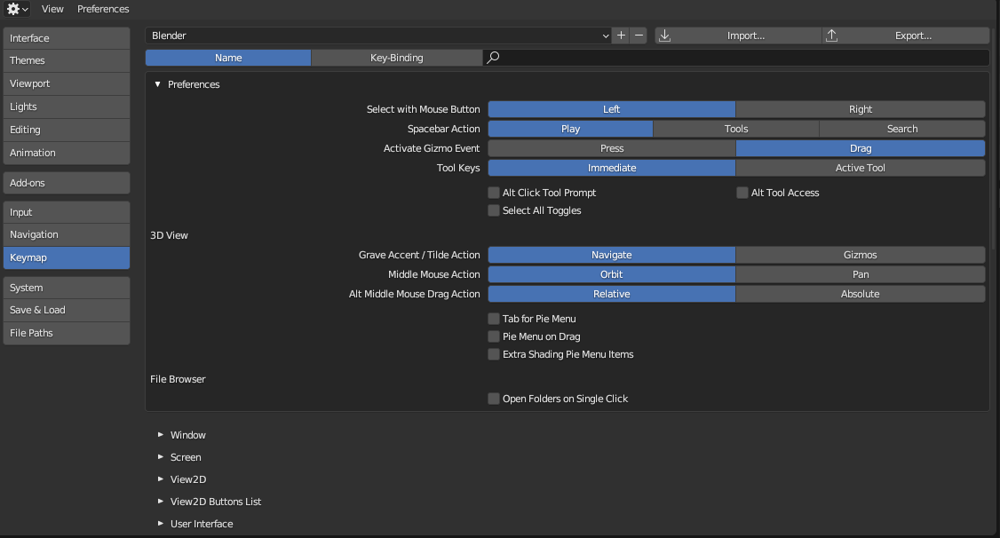 View Preferences
Interface
Themes
Viewport
Lights
Editing
Animation
Add-ons
Input
Navigation
Keymap
System
Save & Load
File Paths
Blender
Import...
Export...
Name
Key-Binding
Preferences
Select with Mouse Button Left Right
Spacebar Action Play Tools Search
Activate Gizmo Event Press Drag
Tool Keys Immediate Active Tool
Alt Click Tool Prompt Alt Tool Access
Select All Toggles
3D View
Grave Accent / Tilde Action Navigate Gizmos
Middle Mouse Action Orbit Pan
Alt Middle Mouse Drag Action Relative Absolute
Tab for Pie Menu
Pie Menu on Drag
Extra Shading Pie Menu Items
File Browser
Open Folders on Single Click
Window
Screen
View2D
View2D Buttons List
User Interface